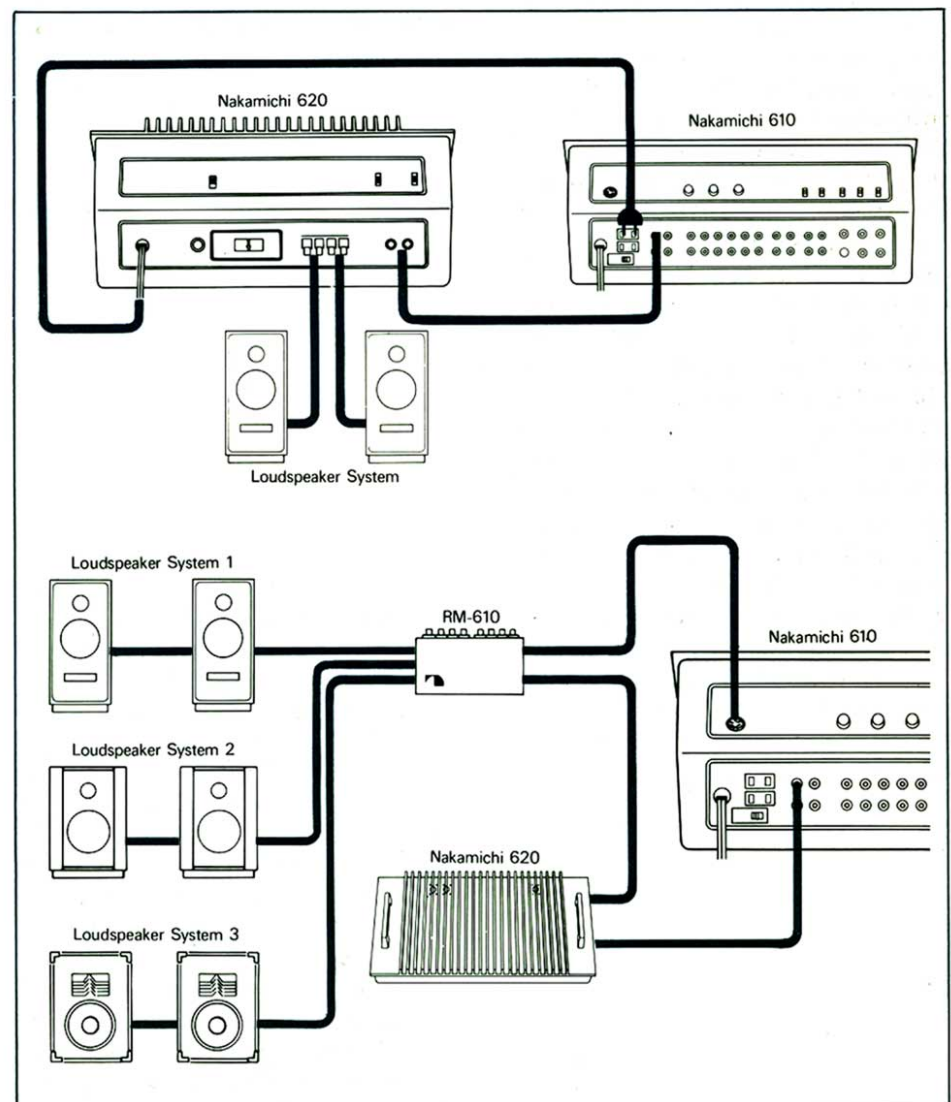 Nakamichi 620
Nakamichi 610
Loudspeaker System
Loudspeaker System 1
RM-610
Nakamichi 610
Loudspeaker System 2
Nakamichi 620
Loudspeaker System 3